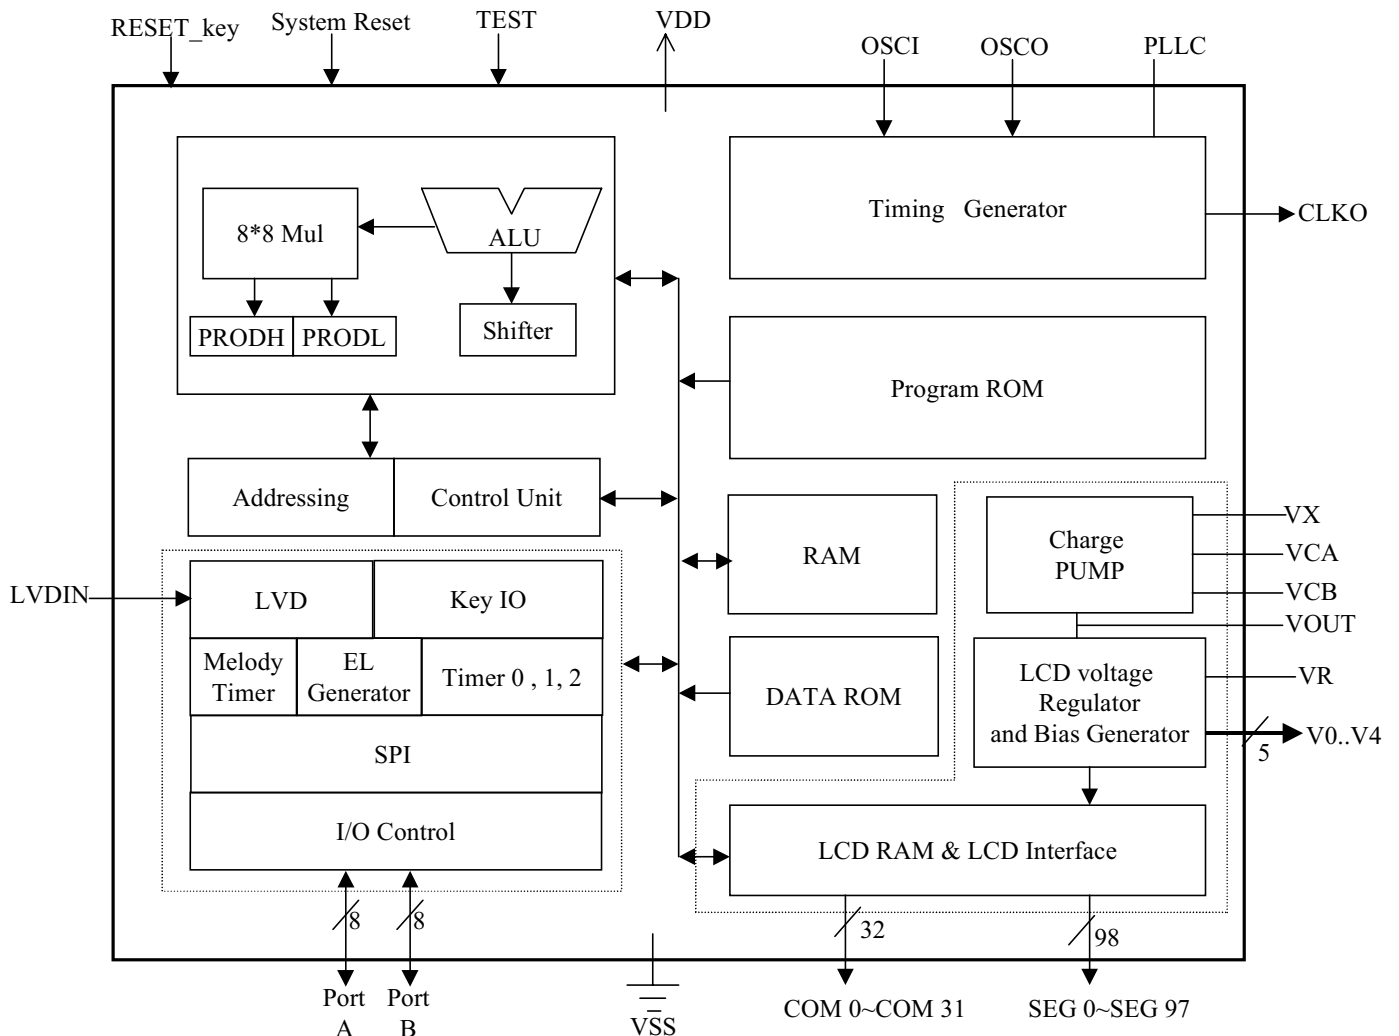 RESET_key
System Reset
TEST
VDD
OSCI
OSCO
PLLC
8*8 Mul
ALU
PRODH
PRODL
Shifter
Timing Generator
CLKO
Program ROM
Addressing
Control Unit
RAM
Charge
PUMP
VX
VCA
VCB
VOUT
LVDIN
LVD
Key IO
Melody
Timer
EL
Generator
Timer 0 , 1, 2
DATA ROM
LCD voltage
Regulator
and Bias Generator
VR
V0..V4
5
SPI
I/O Control
LCD RAM & LCD Interface
8
8
32
98
Port
A
Port
B
VSS
COM 0~COM 31
SEG 0~SEG 97